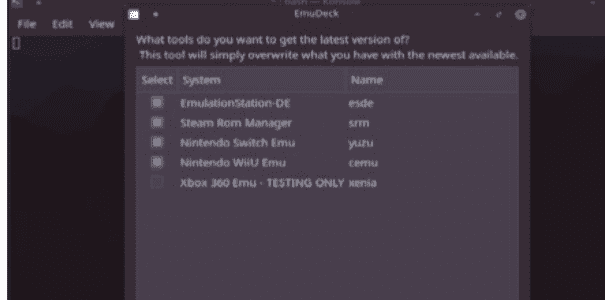 EmuDeck
File Edit View
What tools do you want to get the latest version of?
This tool will simply overwrite what you have with the newest available.
Select System Name
EmulationStation-DE esde
Steam Rom Manager srm
Nintendo Switch Emu yuzu
Nintendo WiiU Emu cemu
Xbox 360 Emu - TESTING ONLY xenia